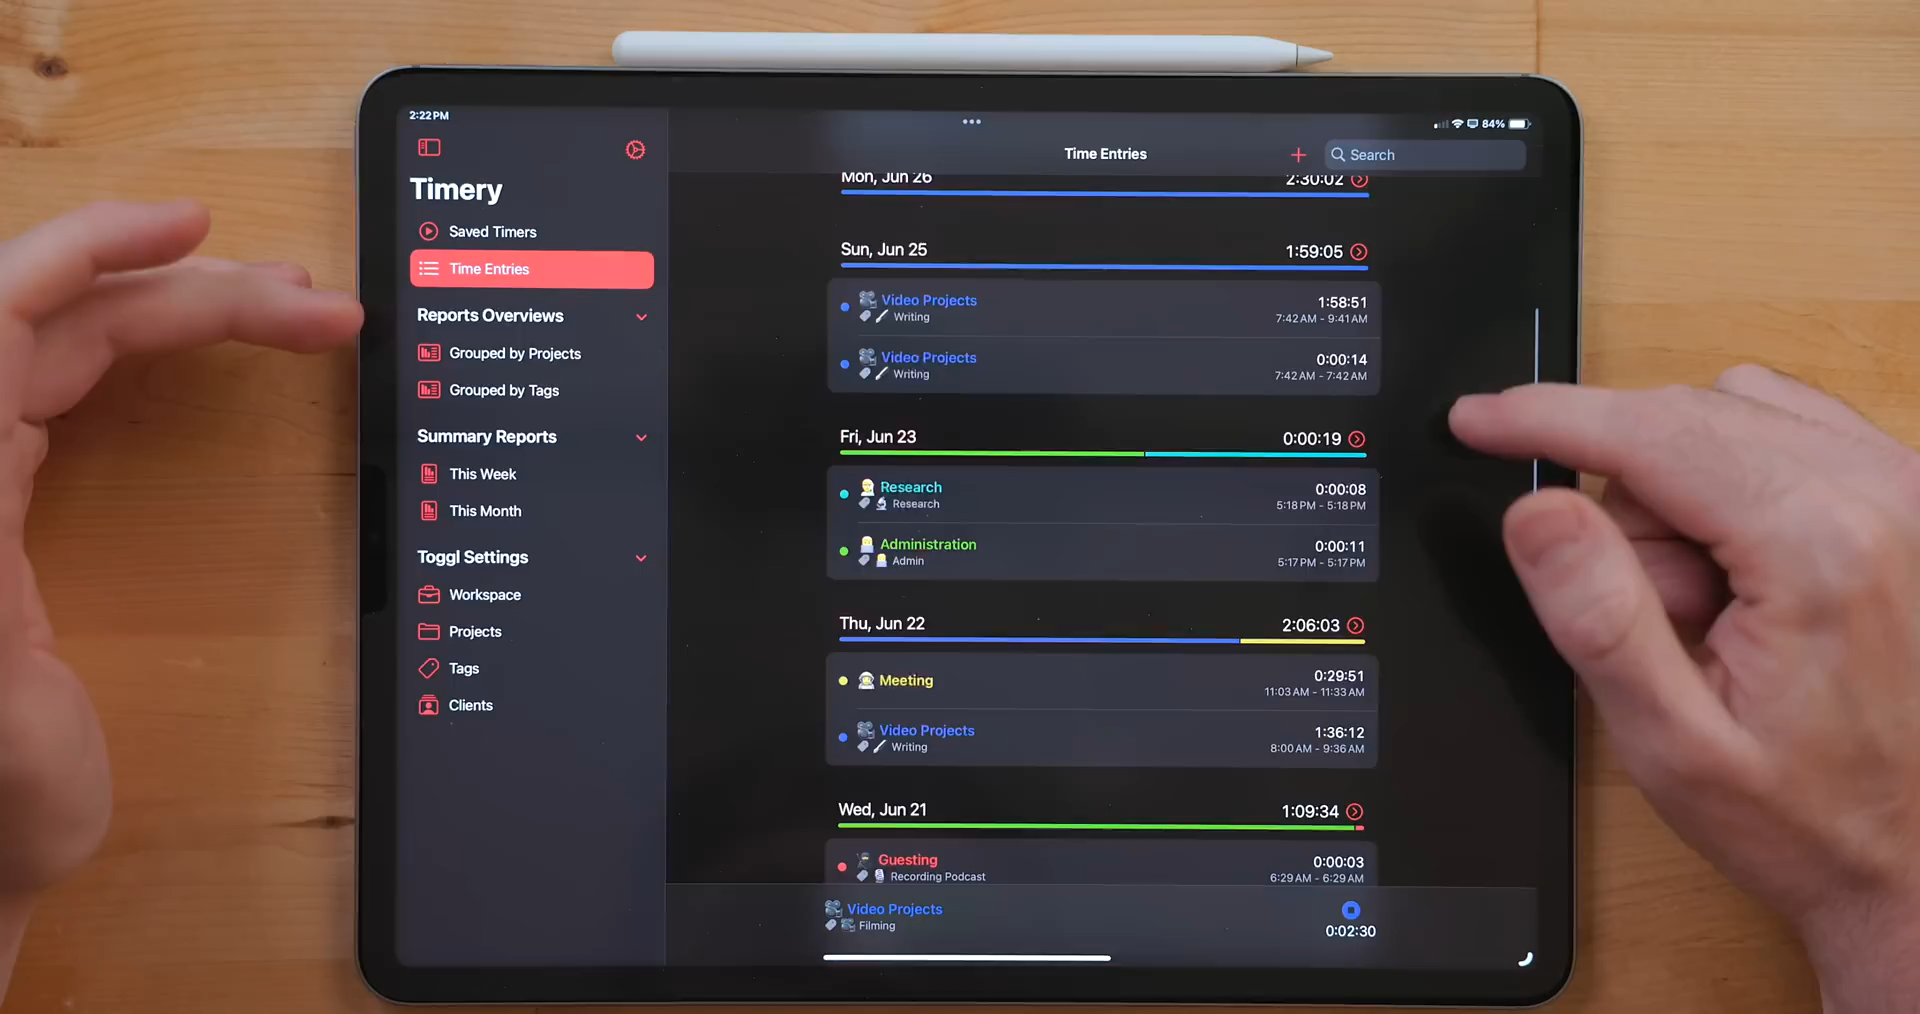 2:22 PM
84%
Timery
Saved Timers
Time Entries
Reports Overviews
Grouped by Projects
Grouped by Tags
Summary Reports
This Week
This Month
Toggl Settings
Workspace
Projects
Tags
Clients
Time Entries
Search
Mon, Jun 26 2:30:02
Sun, Jun 25 1:59:05
Video Projects 1:58:51
Writing 7:42 AM - 9:41 AM
Video Projects 0:00:14
Writing 7:42 AM - 7:42 AM
Fri, Jun 23 0:00:19
Research 0:00:08
Research 5:18 PM - 5:18 PM
Administration 0:00:11
Admin 5:17 PM - 5:17 PM
Thu, Jun 22 2:06:03
Meeting 0:29:51
11:03 AM - 11:33 AM
Video Projects 1:36:12
Writing 8:00 AM - 9:36 AM
Wed, Jun 21 1:09:34
Guesting 0:00:03
Recording Podcast 6:29 AM - 6:29 AM
Video Projects
Filming 0:02:30